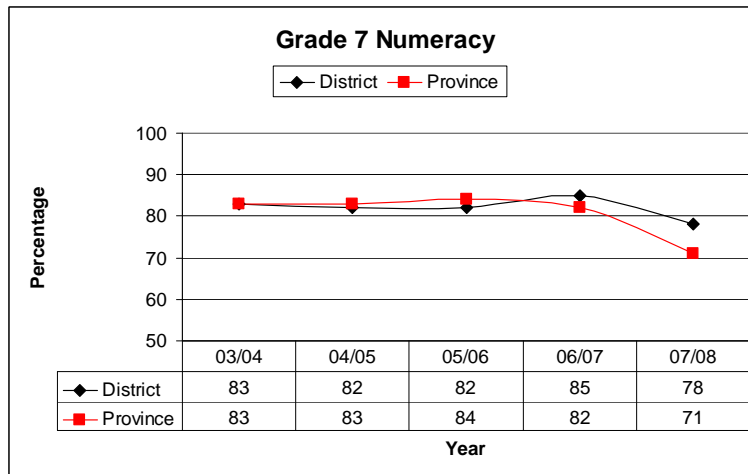 Grade 7 Numeracy
District Province
100
90
80
70
60
50
Percentage
03/04 04/05 05/06 06/07 07/08
District 83 82 82 85 78
Province 83 83 84 82 71
Year